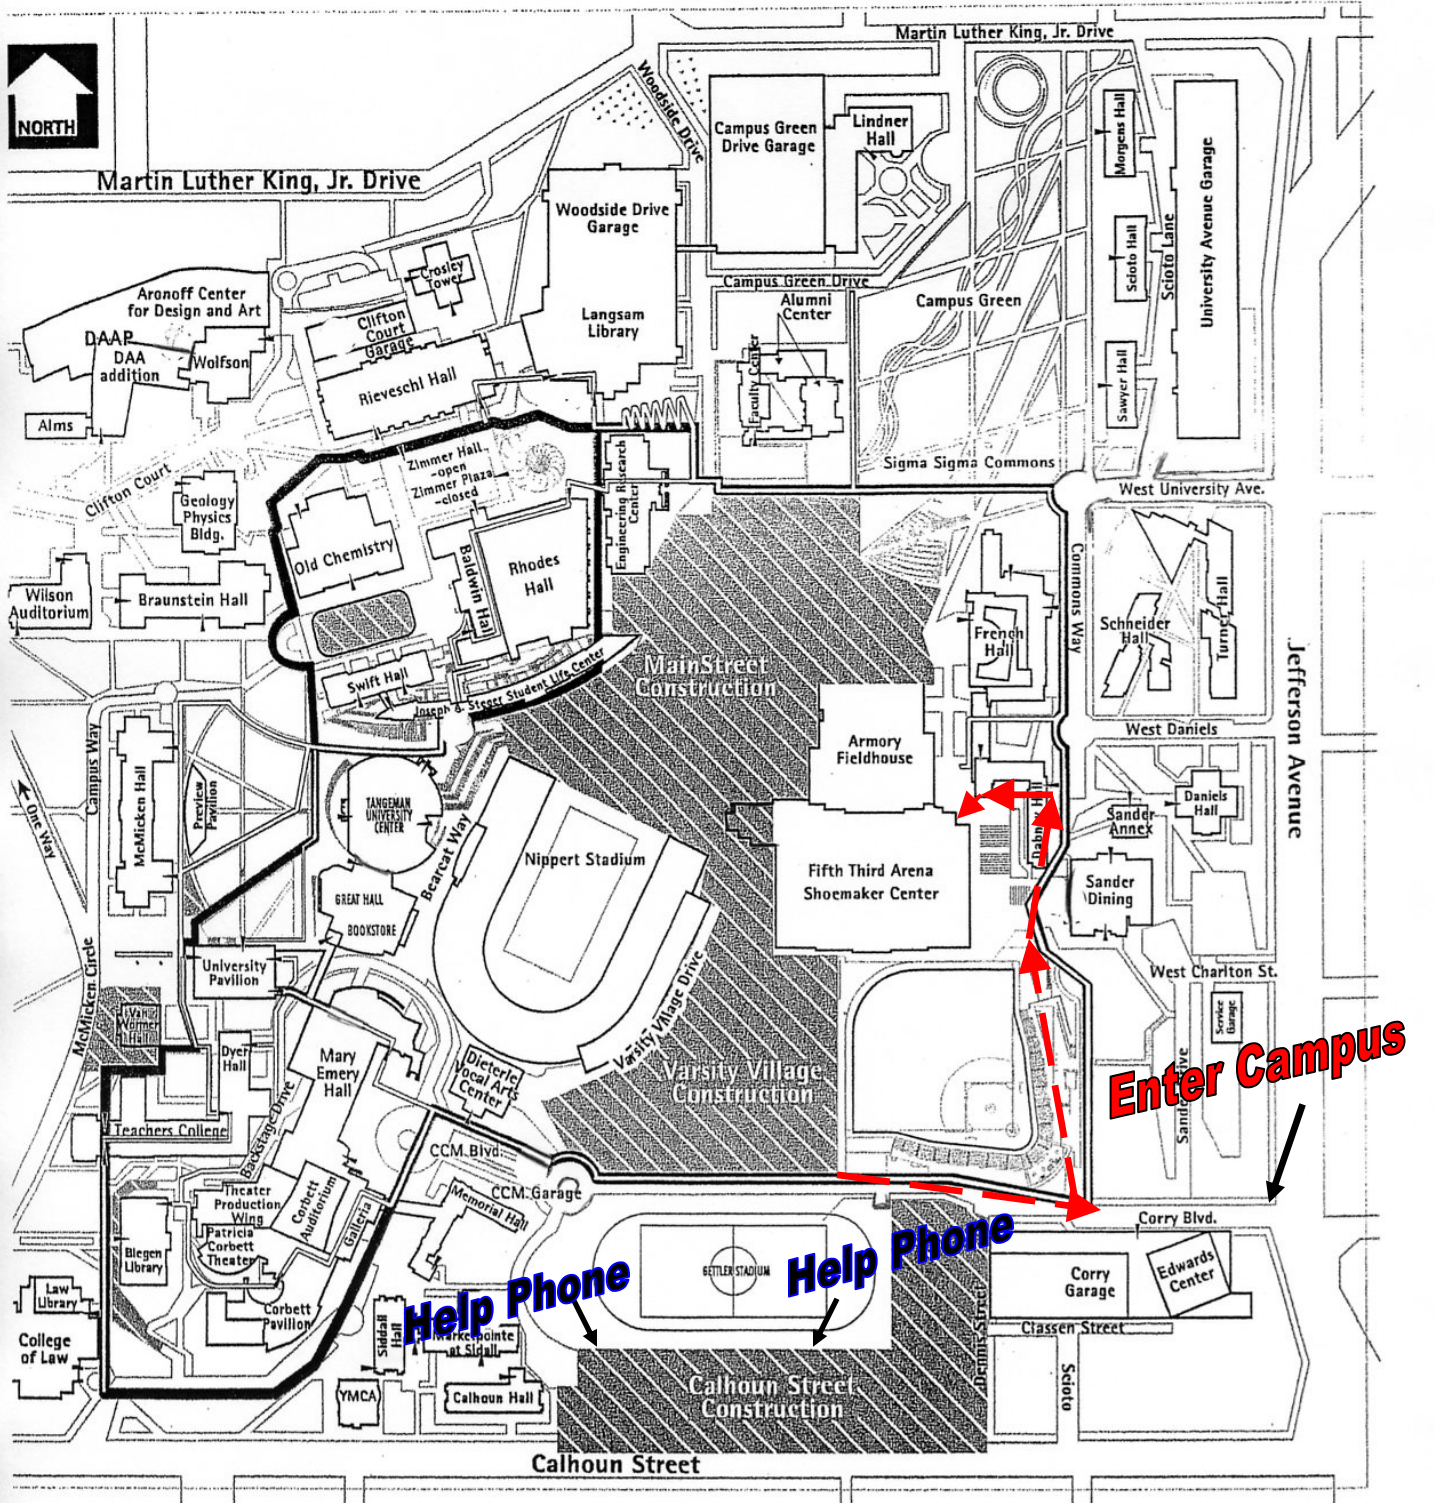 Martin Luther King, Jr. Drive
NORTH
Woodside Drive
Campus Green
Drive Garage
Lindner
Hall
Morgens Hall
University Avenue Garage
Martin Luther King, Jr. Drive
Woodside Drive
Garage
Scioto Hall
Scioto Lane
Crosley
Tower
Campus Green Drive
Aronoff Center
for Design and Art
Alumni
Center
Campus Green
Clifton
Court
Garage
Langsam
Library
DAAP
DAA
addition
Wolfson
Faculty Center
Sawyer Hall
Rieveschl Hall
Alms
Zimmer Hall
-open
Zimmer Plaza
-closed
Sigma Sigma Commons
Clifton Court
Geology
Physics
Bldg.
Engineering Research
Center
West University Ave.
Old Chemistry
Baldwin Hall
Rhodes
Hall
Commons Way
Wilson
Auditorium
Braunstein Hall
French
Hall
Schneider
Hall
Turner Hall
Swift Hall
Joseph A. Steger Student Life Center
MainStreet
Construction
Jefferson Avenue
Campus Way
West Daniels
Armory
Fieldhouse
One Way
McMicken Hall
Preview
Pavilion
TANGEMAN
UNIVERSITY
CENTER
Bearcat Way
Nippert Stadium
Dabney Hall
Sander
Annex
Daniels
Hall
Fifth Third Arena
Shoemaker Center
Sander
Dining
GREAT HALL
BOOKSTORE
McMicken Circle
University
Pavilion
Varsity Village Drive
West Charlton St.
Van
Wormer
Hall
Service
Garage
Dyer
Hall
Mary
Emery
Hall
Dieterle
Vocal Arts
Center
Varsity Village
Construction
Enter Campus
Teachers College
Backstage Drive
CCM Blvd.
CCM Garage
Theater
Production
Wing
Corbett
Auditorium
Memorial Hall
Patricia
Corbett
Theater
Galleria
Corry Blvd.
Blegen
Library
GETTLER STADIUM
Help Phone
Help Phone
Corry
Garage
Edwards
Center
Law
Library
Corbett
Pavilion
College
of Law
Siddall
Hall
Marketpointe
at Sidall
Dennis Street
Classen Street
YMCA
Calhoun Hall
Calhoun Street
Construction
Scioto
Calhoun Street